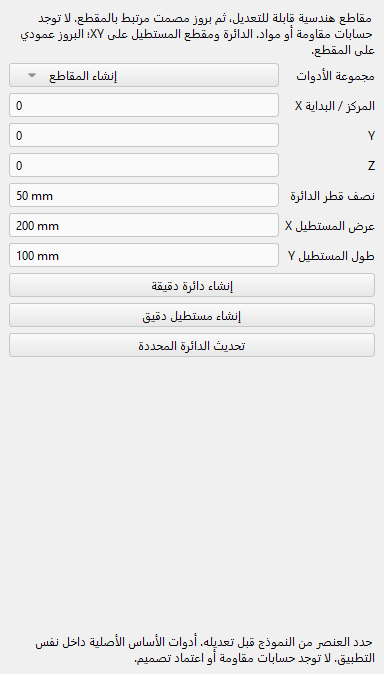 مقاطع هندسية قابلة للتعديل، ثم بروز مصمت مرتبط بالمقطع. لا توجد
حسابات مقاومة أو مواد. الدائرة ومقطع المستطيل على XY؛ البروز عمودي
على المقطع.
مجموعة الأدوات إنشاء المقاطع
المركز / البداية X 0
Y 0
Z 0
نصف قطر الدائرة 50 mm
عرض المستطيل X 200 mm
طول المستطيل Y 100 mm
إنشاء دائرة دقيقة
إنشاء مستطيل دقيق
تحديث الدائرة المحددة
حدد العنصر من النموذج قبل تعديله. أدوات الأساس الأصلية داخل نفس
التطبيق. لا توجد حسابات مقاومة أو اعتماد تصميم.